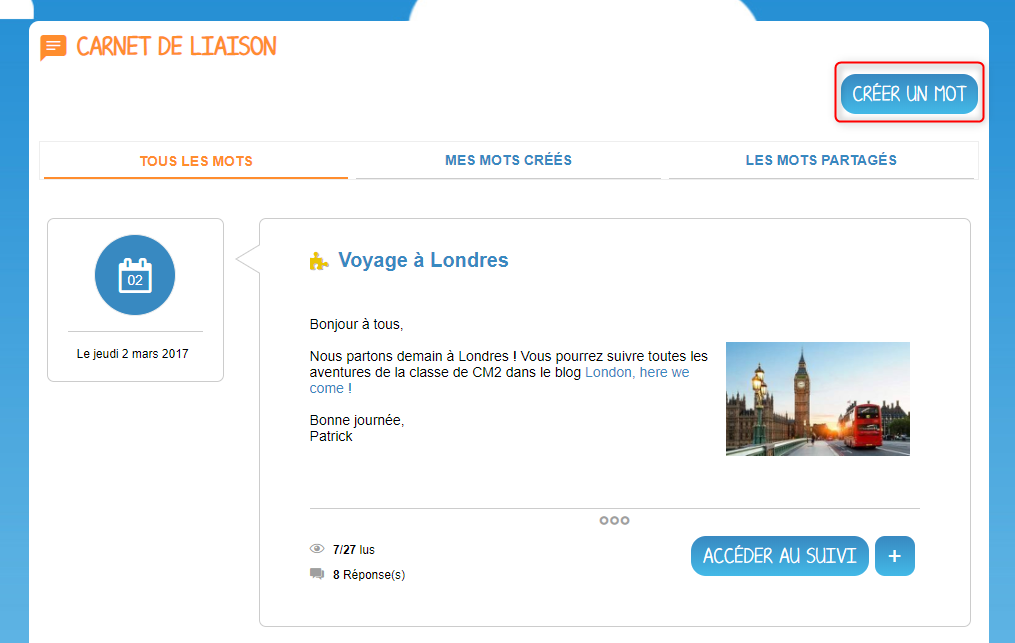 CARNET DE LIAISON
CRÉER UN MOT
TOUS LES MOTS
MES MOTS CRÉÉS
LES MOTS PARTAGÉS
02
Le jeudi 2 mars 2017
Voyage à Londres
Bonjour à tous,
Nous partons demain à Londres ! Vous pourrez suivre toutes les
aventures de la classe de CM2 dans le blog London, here we
come !
Bonne journée,
Patrick
7/27 lus
8 Réponse(s)
ACCÉDER AU SUIVI
+